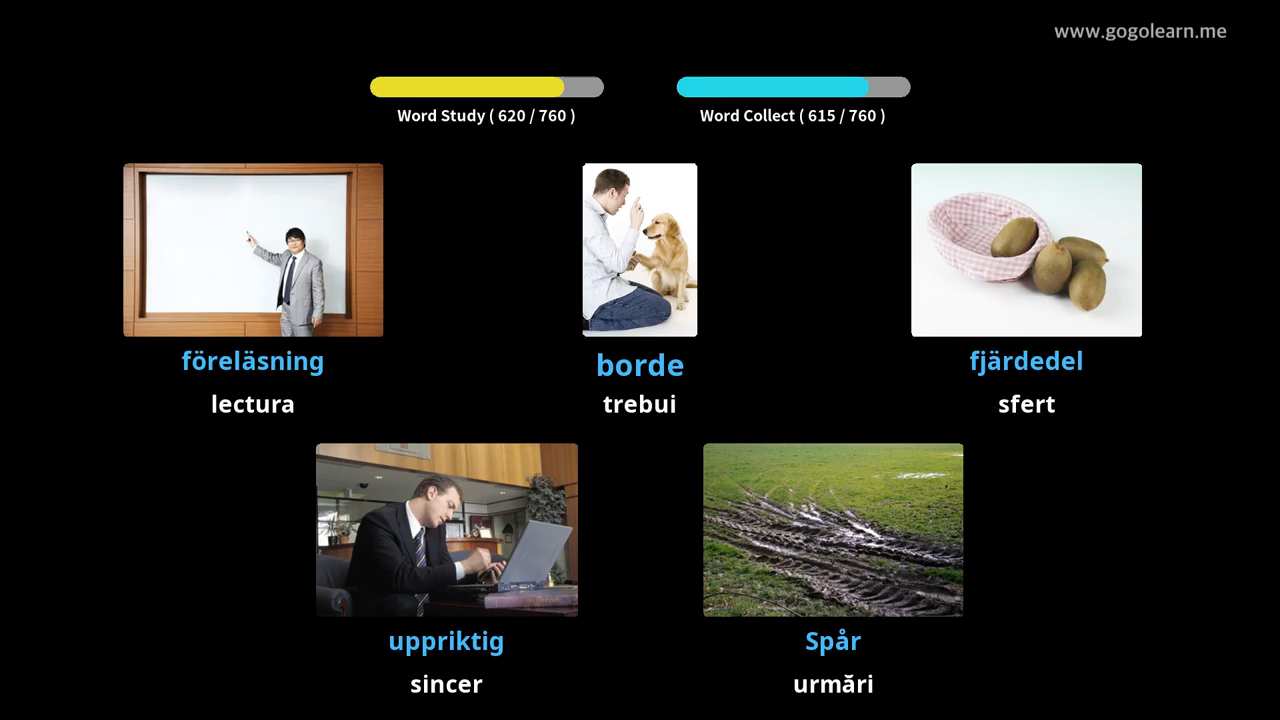 www.gogolearn.me
Word Study ( 620 / 760 )
Word Collect ( 615 / 760 )
föreläsning
lectura
borde
trebui
fjärdedel
sfert
uppriktig
sincer
Spår
urmări